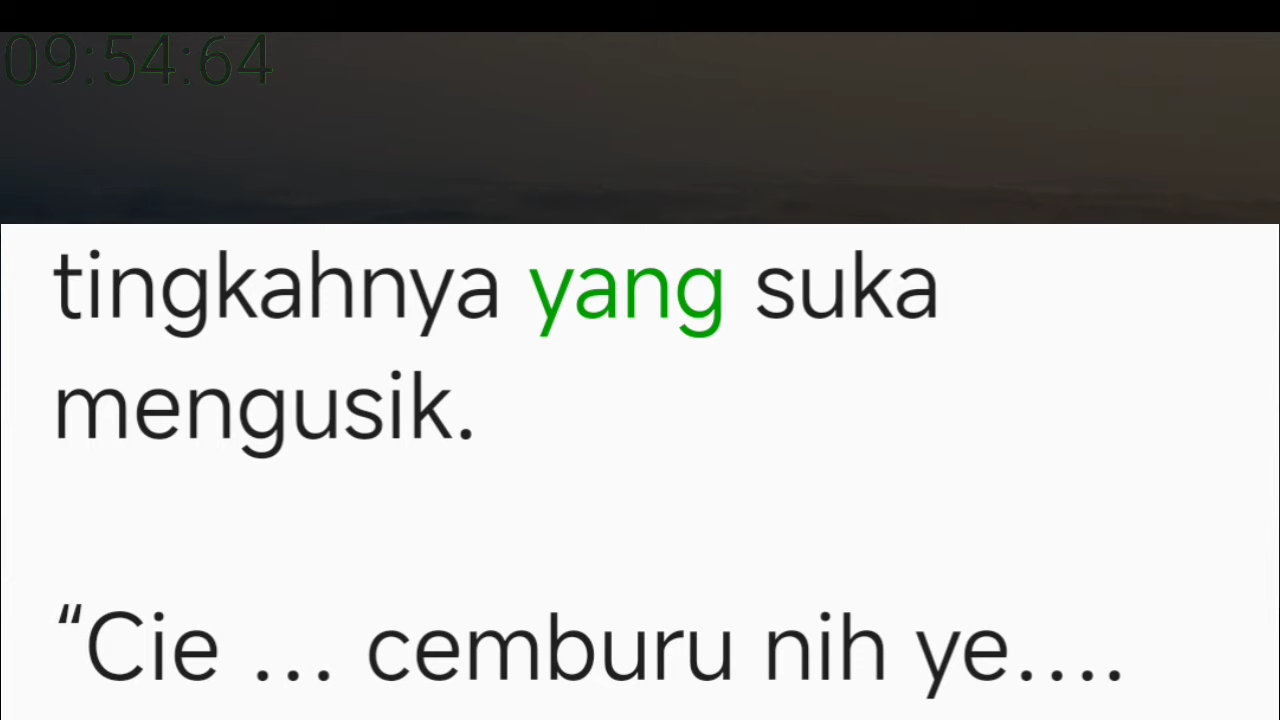 09:54:64
tingkahnya yang suka
mengusik.
“Cie ... cemburu nih ye....